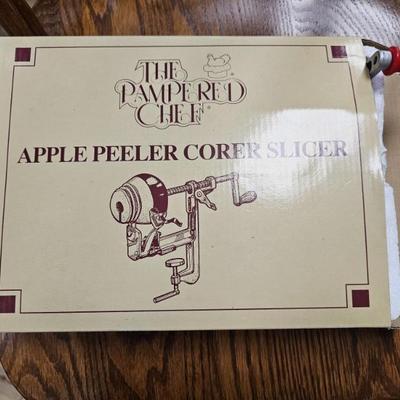 THE
PAMPERED
CHEF
APPLE PEELER CORER SLICER